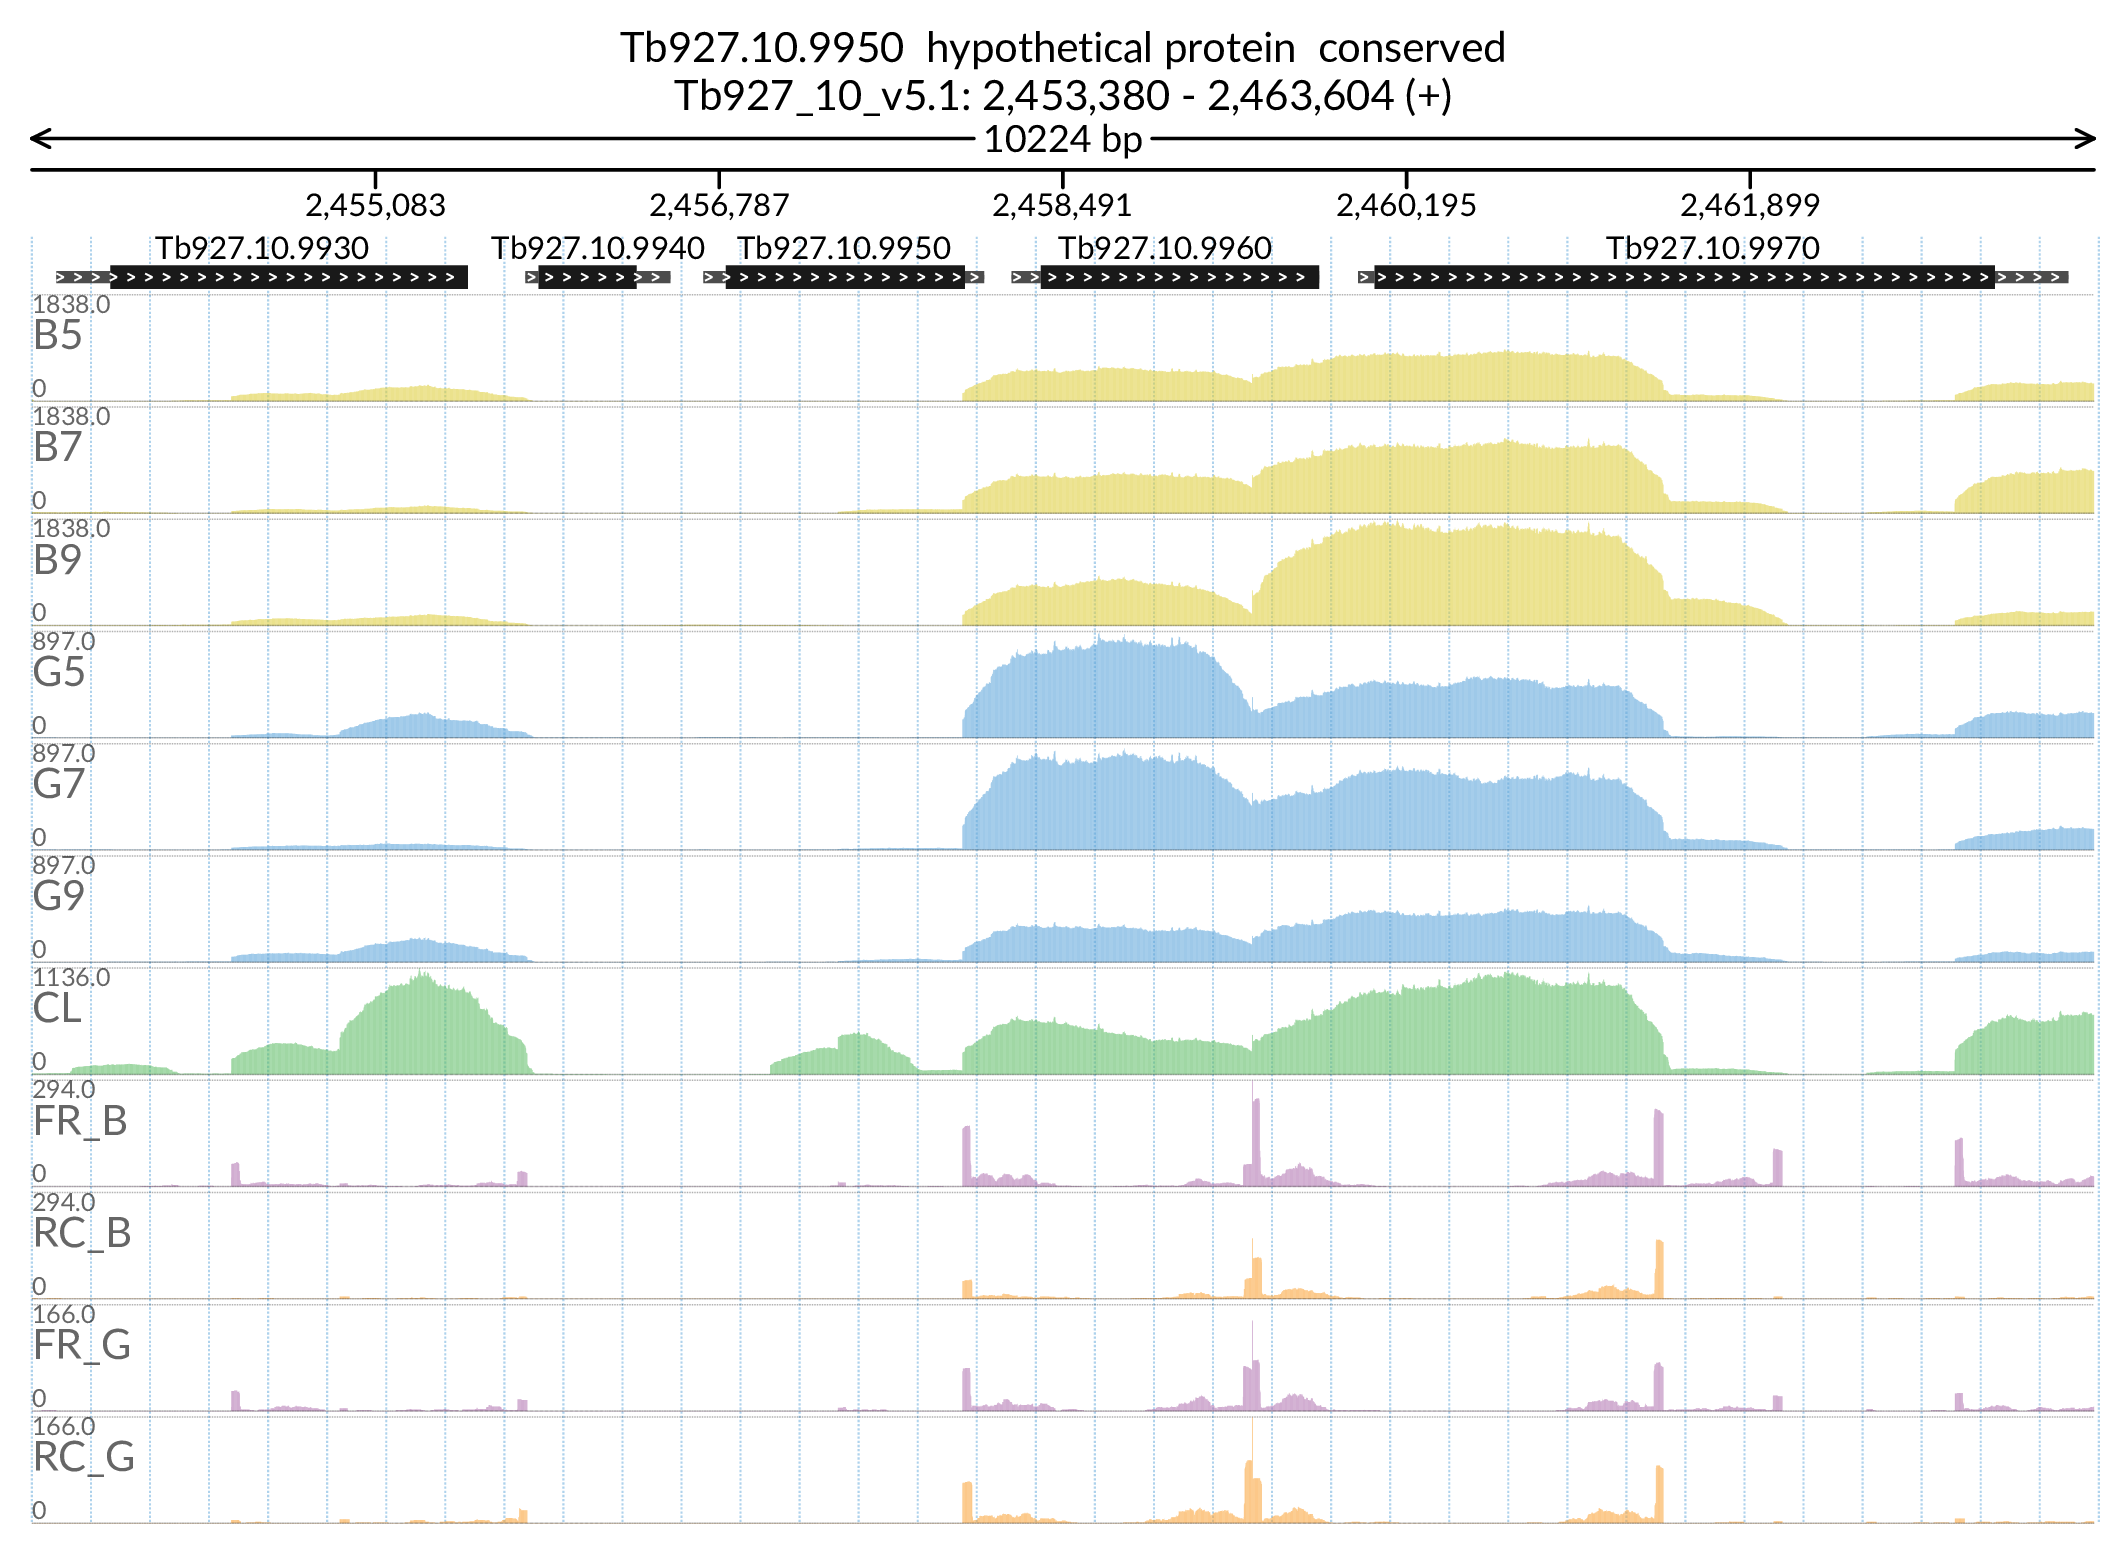 Tb927.10.9950 hypothetical protein conserved
Tb927_10_v5.1: 2,453,380 - 2,463,604 (+)
10224 bp
2,455,083 2,456,787 2,458,491 2,460,195 2,461,899
Tb927.10.9930 Tb927.10.9940 Tb927.10.9950 Tb927.10.9960 Tb927.10.9970
1838.0
B5
0
1838.0
B7
0
1838.0
B9
0
897.0
G5
0
897.0
G7
0
897.0
G9
0
1136.0
CL
0
294.0
FR_B
0
294.0
RC_B
0
166.0
FR_G
0
166.0
RC_G
0